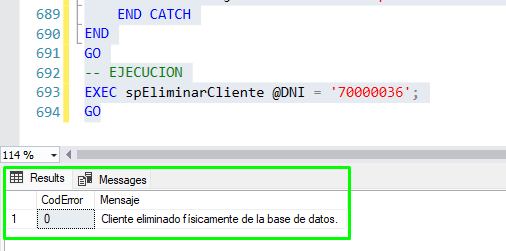 689 END CATCH
690 END
691 GO
692 -- EJECUCION
693 EXEC spEliminarCliente @DNI = '70000036';
694 GO
114 %
Results Messages
CodError Mensaje
1 0 Cliente eliminado físicamente de la base de datos.